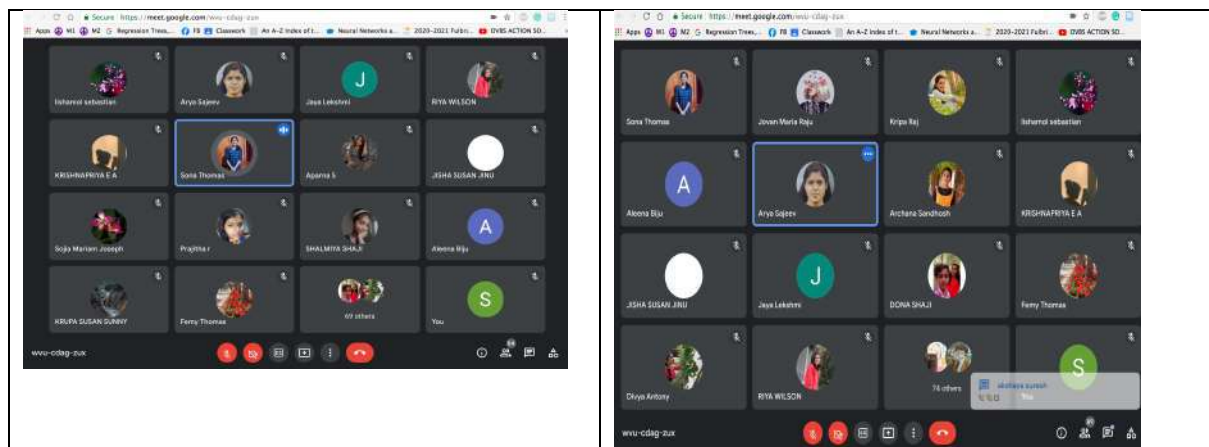 Secure https://meet.google.com/wvu-cdag-zux
Apps M1 M2 Regression Trees,... FB Classwork An A-Z Index of t... Neural Networks a... 2020-2021 Fulbri... DVBS ACTION SO...
lishamol sebastian Arya Sajeev Jaya Lekshmi RIYA WILSON
J
KRISHNAPRIYA E A Sona Thomas Aparna S JISHA SUSAN JINU
A
Sojia Mariam Joseph Prajitha r SHALMIYA SHAJI Aleena Biju
S
KRUPA SUSAN SUNNY Femy Thomas 69 others You
wvu-cdag-zux
Secure https://meet.google.com/wvu-cdag-zux
Apps M1 M2 Regression Trees,... FB Classwork An A-Z Index of t... Neural Networks a... 2020-2021 Fulbri... DVBS ACTION SO...
Sona Thomas Jovan Maria Raju Kripa Raj lishamol sebastian
A
Aleena Biju Arya Sajeev Archana Sandhosh KRISHNAPRIYA E A
J
JISHA SUSAN JINU Jaya Lekshmi DONA SHAJI Femy Thomas
S
akshara suresh
Divya Antony RIYA WILSON 74 others You
wvu-cdag-zux